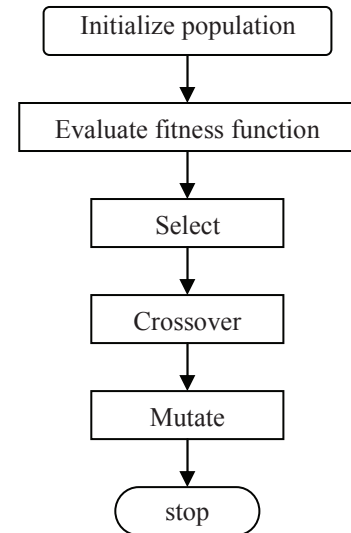 Initialize population
Evaluate fitness function
Select
Crossover
Mutate
stop